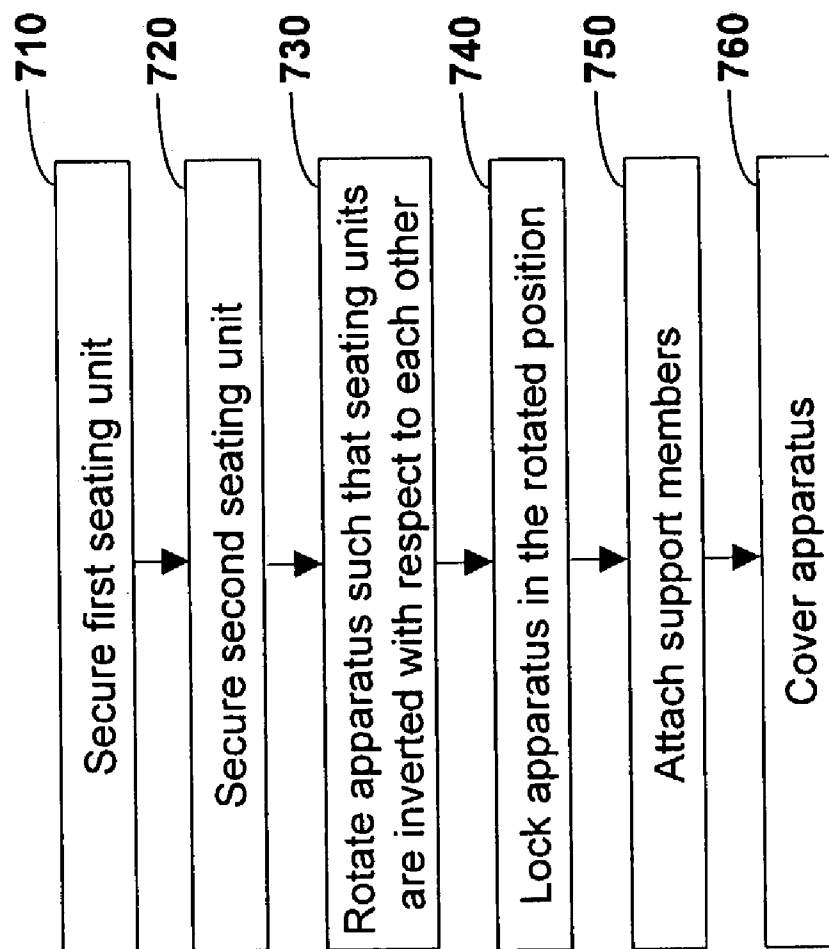 710
Secure first seating unit
720
Secure second seating unit
730
Rotate apparatus such that seating units
are inverted with respect to each other
740
Lock apparatus in the rotated position
750
Attach support members
760
Cover apparatus